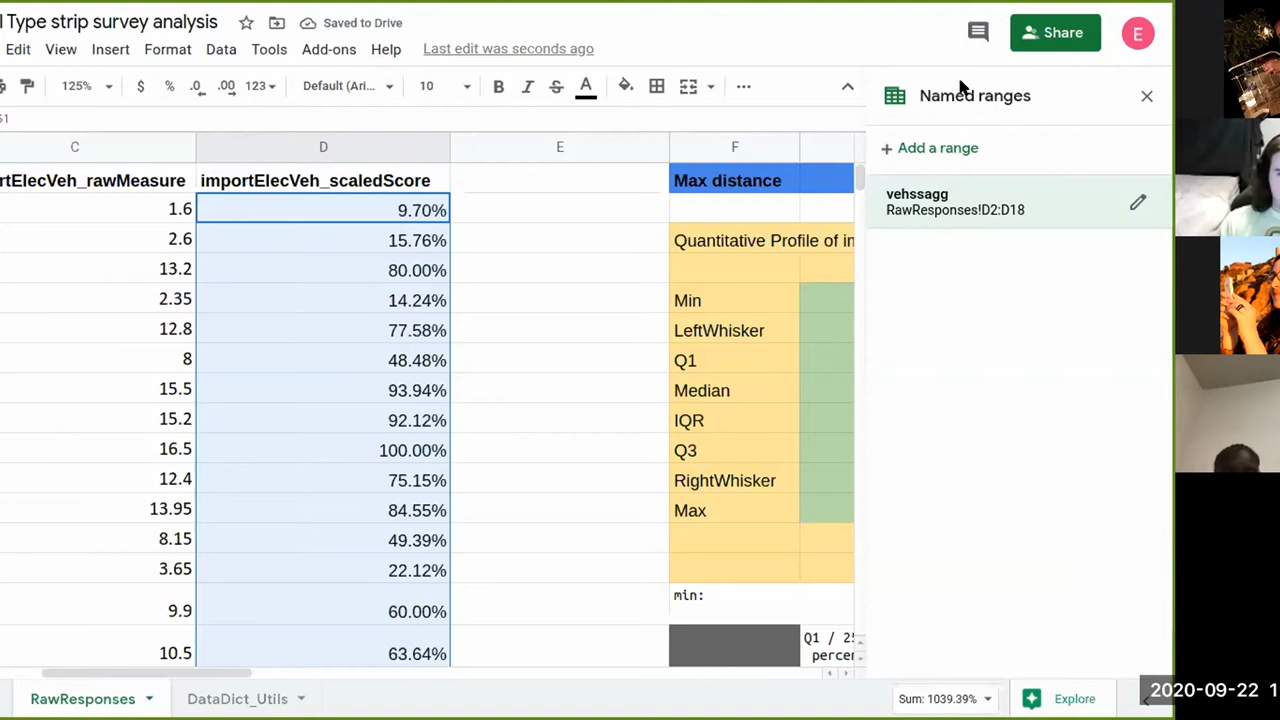 l Type strip survey analysis
Saved to Drive
Share
E
Edit View Insert Format Data Tools Add-ons Help Last edit was seconds ago
125% $ % .0 .00 123 Default (Ari... 10 B I S A
Named ranges
+ Add a range
vehssagg
RawResponses!D2:D18
C D E F
rtElecVeh_rawMeasure importElecVeh_scaledScore Max distance
1.6 9.70%
2.6 15.76% Quantitative Profile of in
13.2 80.00%
2.35 14.24% Min
12.8 77.58% LeftWhisker
8 48.48% Q1
15.5 93.94% Median
15.2 92.12% IQR
16.5 100.00% Q3
12.4 75.15% RightWhisker
13.95 84.55% Max
8.15 49.39%
3.65 22.12%
9.9 60.00% min:
10.5 63.64% Q1 / 25
percen
RawResponses DataDict_Utils Sum: 1039.39% Explore
2020-09-22 1